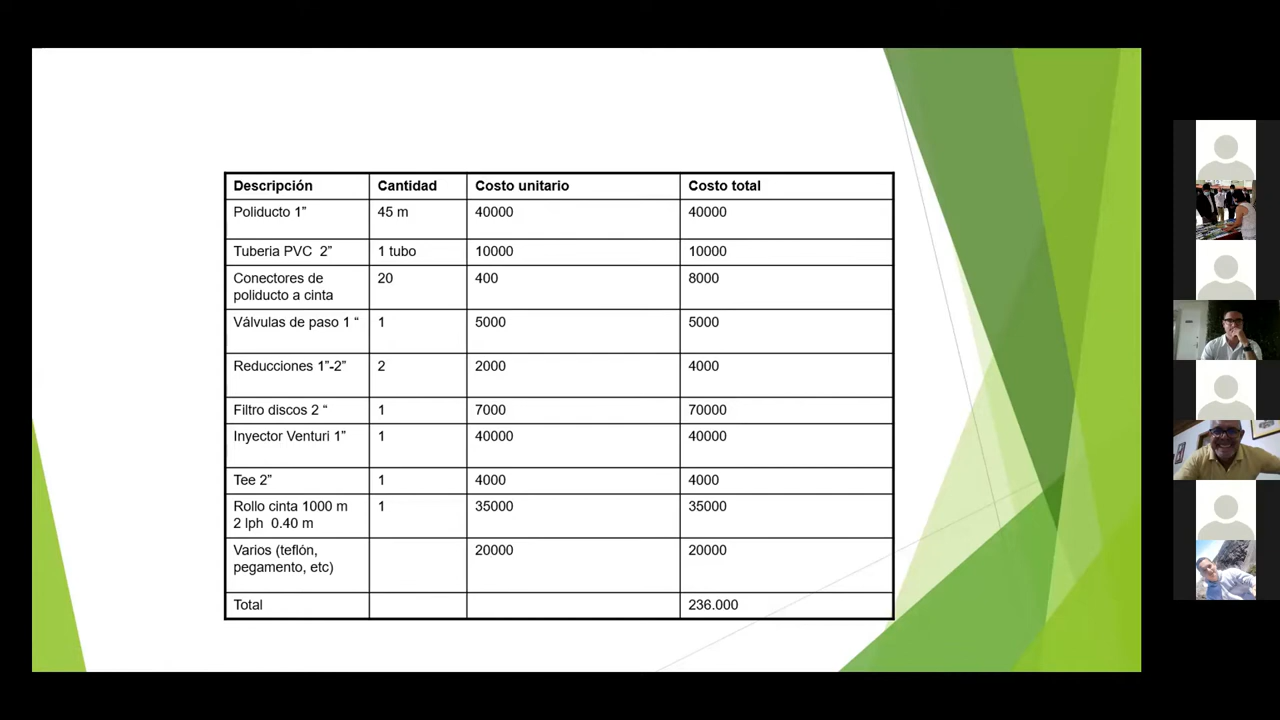 Descripción Cantidad Costo unitario Costo total
Poliducto 1” 45 m 40000 40000
Tuberia PVC 2” 1 tubo 10000 10000
Conectores de 20 400 8000
poliducto a cinta
Válvulas de paso 1 “ 1 5000 5000
Reducciones 1”-2” 2 2000 4000
Filtro discos 2 “ 1 7000 70000
Inyector Venturi 1” 1 40000 40000
Tee 2” 1 4000 4000
Rollo cinta 1000 m 1 35000 35000
2 lph 0.40 m
Varios (teflón, 20000 20000
pegamento, etc)
Total 236.000